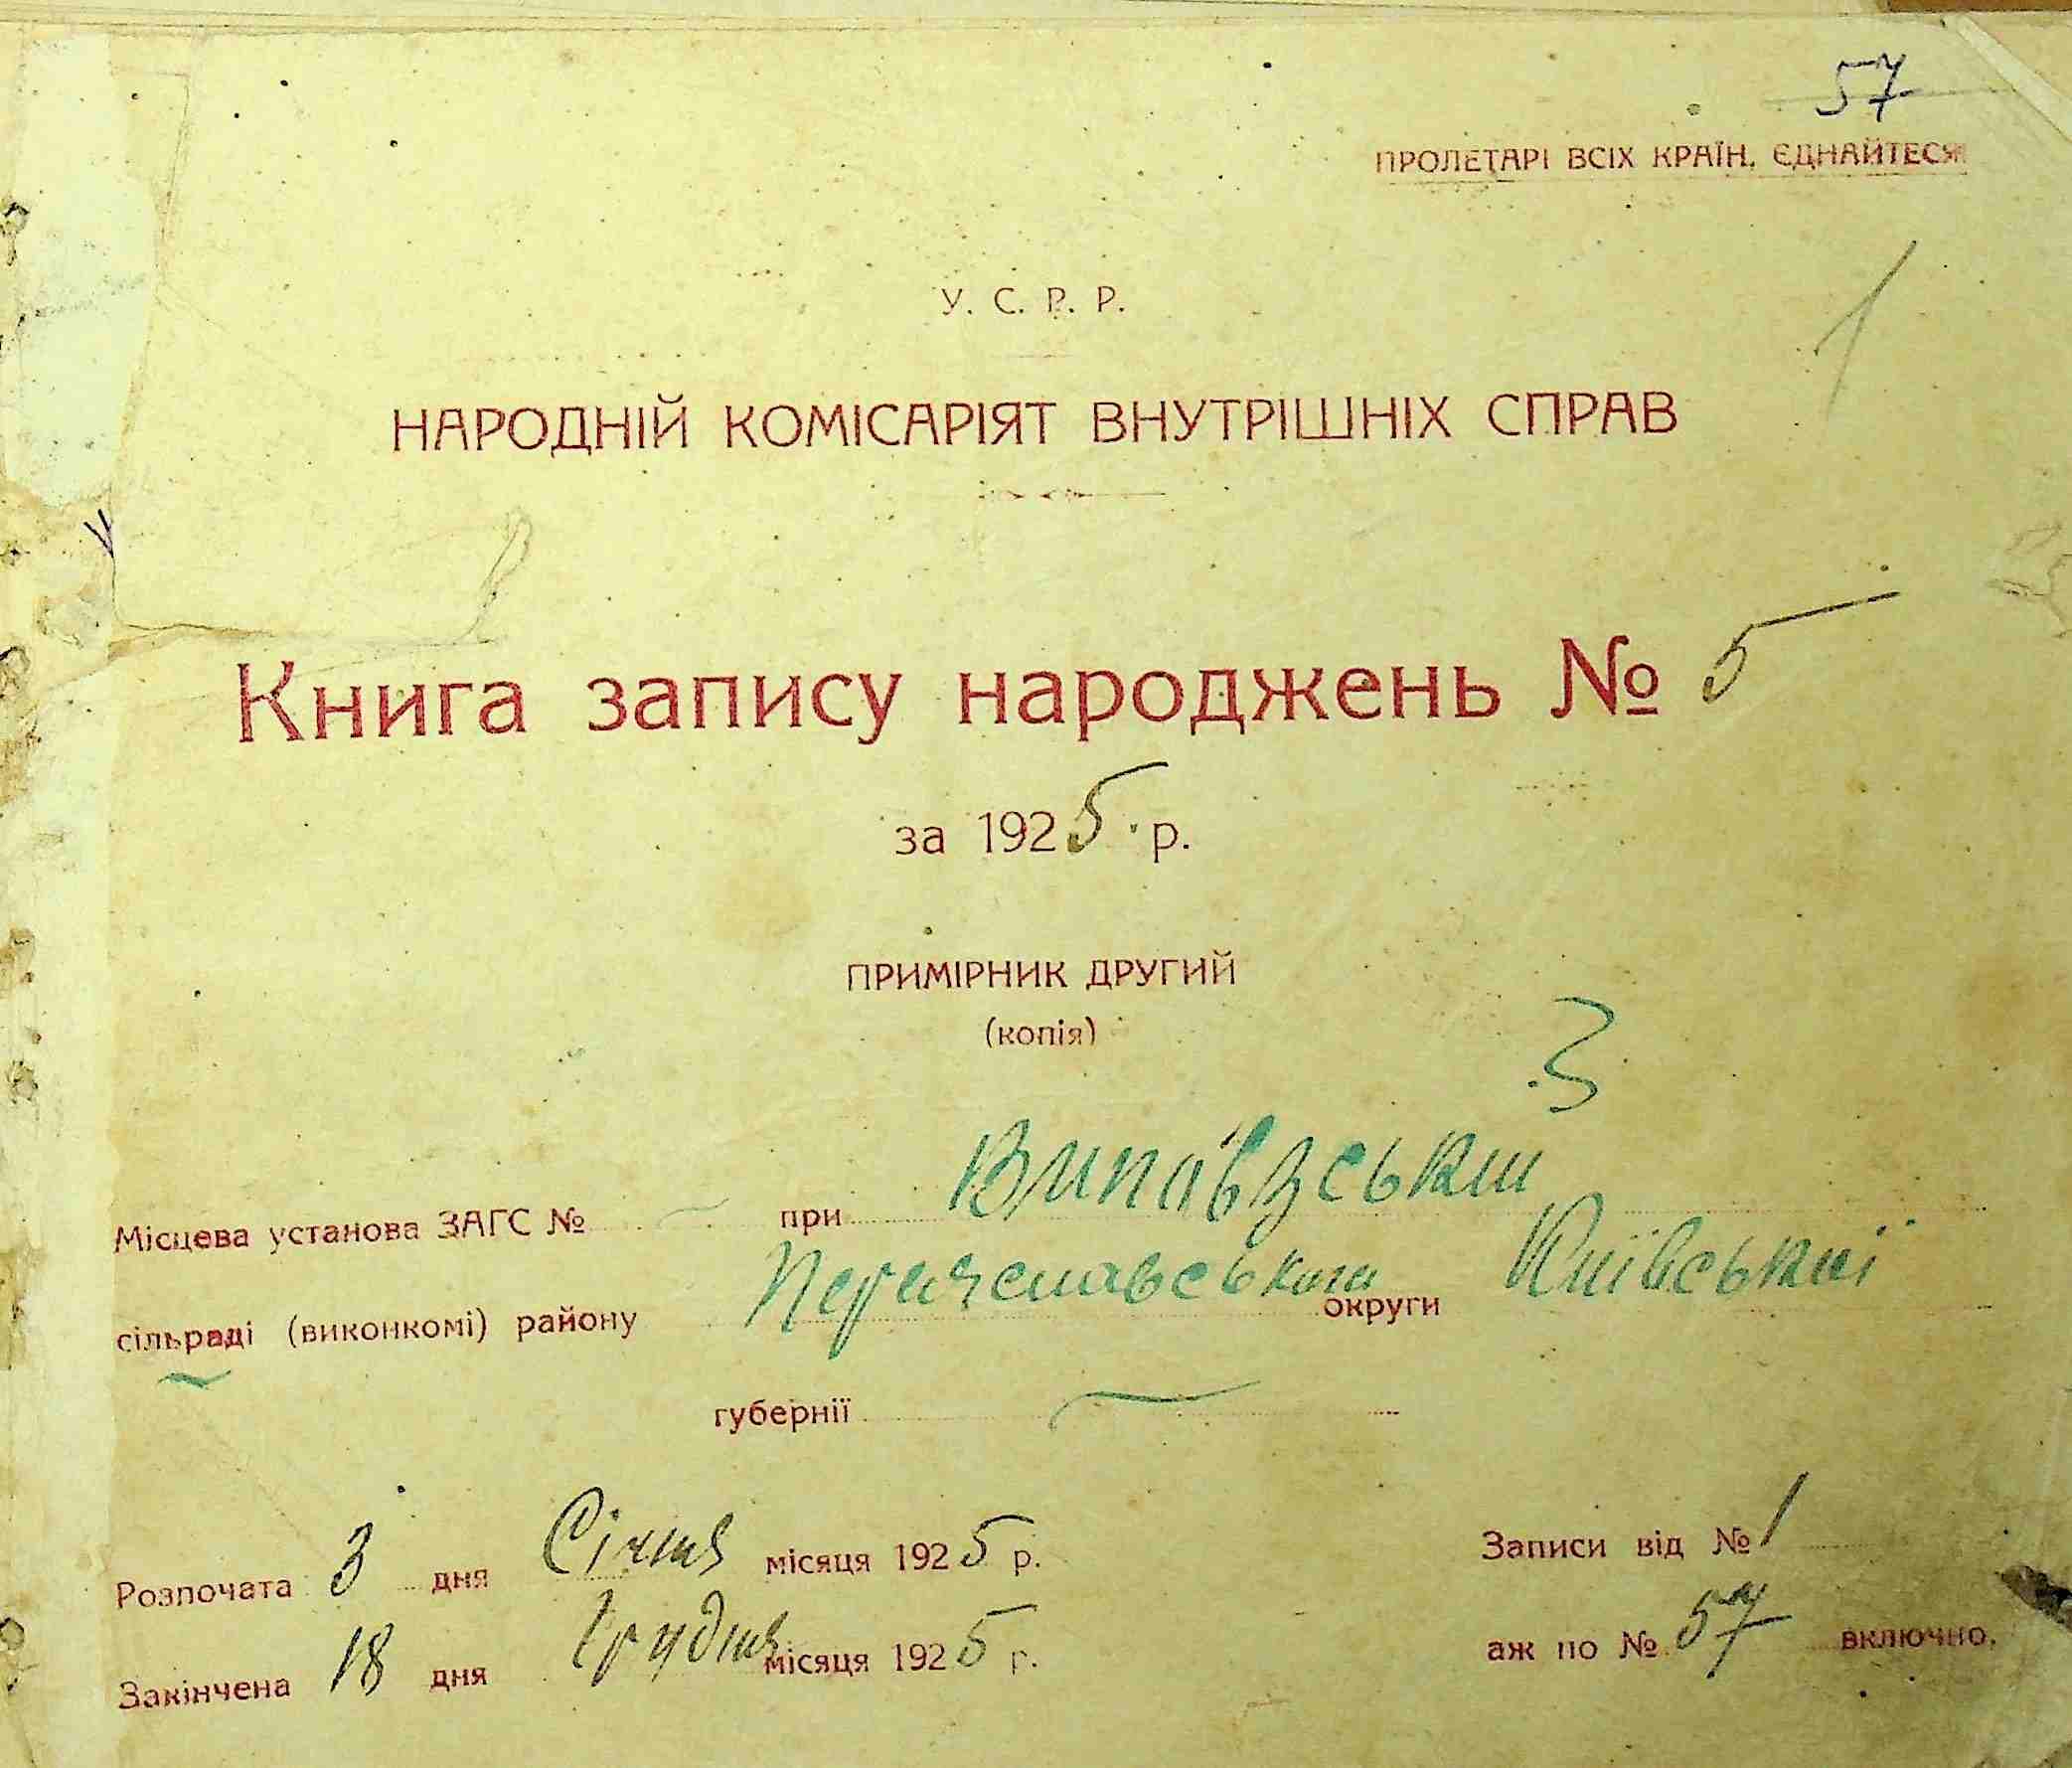 57
ПРОЛЕТАРІ ВСІХ КРАЇН, ЄДНАЙТЕСЯ
У. С. Р. Р.
1
НАРОДНІЙ КОМІСАРІЯТ ВНУТРІШНІХ СПРАВ
Книга запису народжень № 5
за 1925 р.
ПРИМІРНИК ДРУГИЙ
(копія)
3
Місцева установа ЗАГС № при Випівзський
сільраді (виконкомі) району Переяславського округи Київської
губернії
Розпочата 3 дня Січня місяця 1925 р. Записи від № 1
Закінчена 18 дня Грудня місяця 1925 р. аж по № 57 включно.